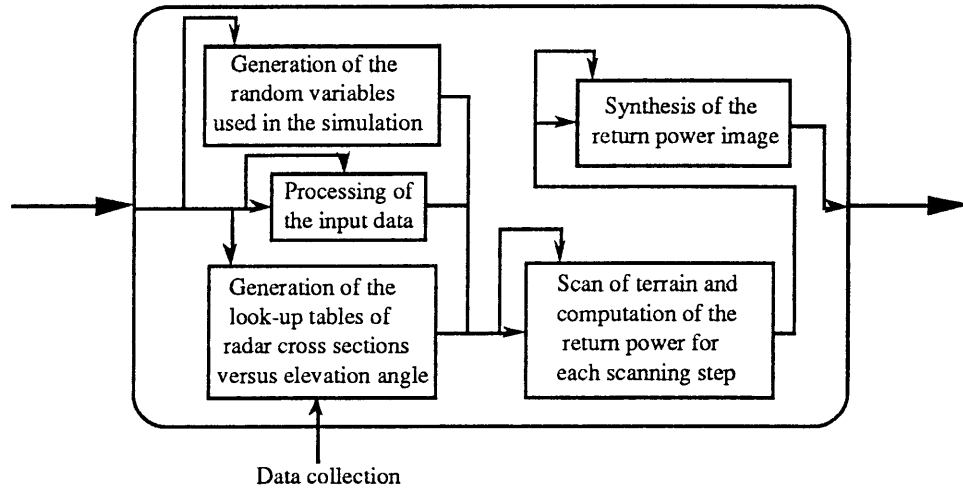 Generation of the
random variables
used in the simulation
Processing of
the input data
Generation of the
look-up tables of
radar cross sections
versus elevation angle
Data collection
Synthesis of the
return power image
Scan of terrain and
computation of the
return power for
each scanning step